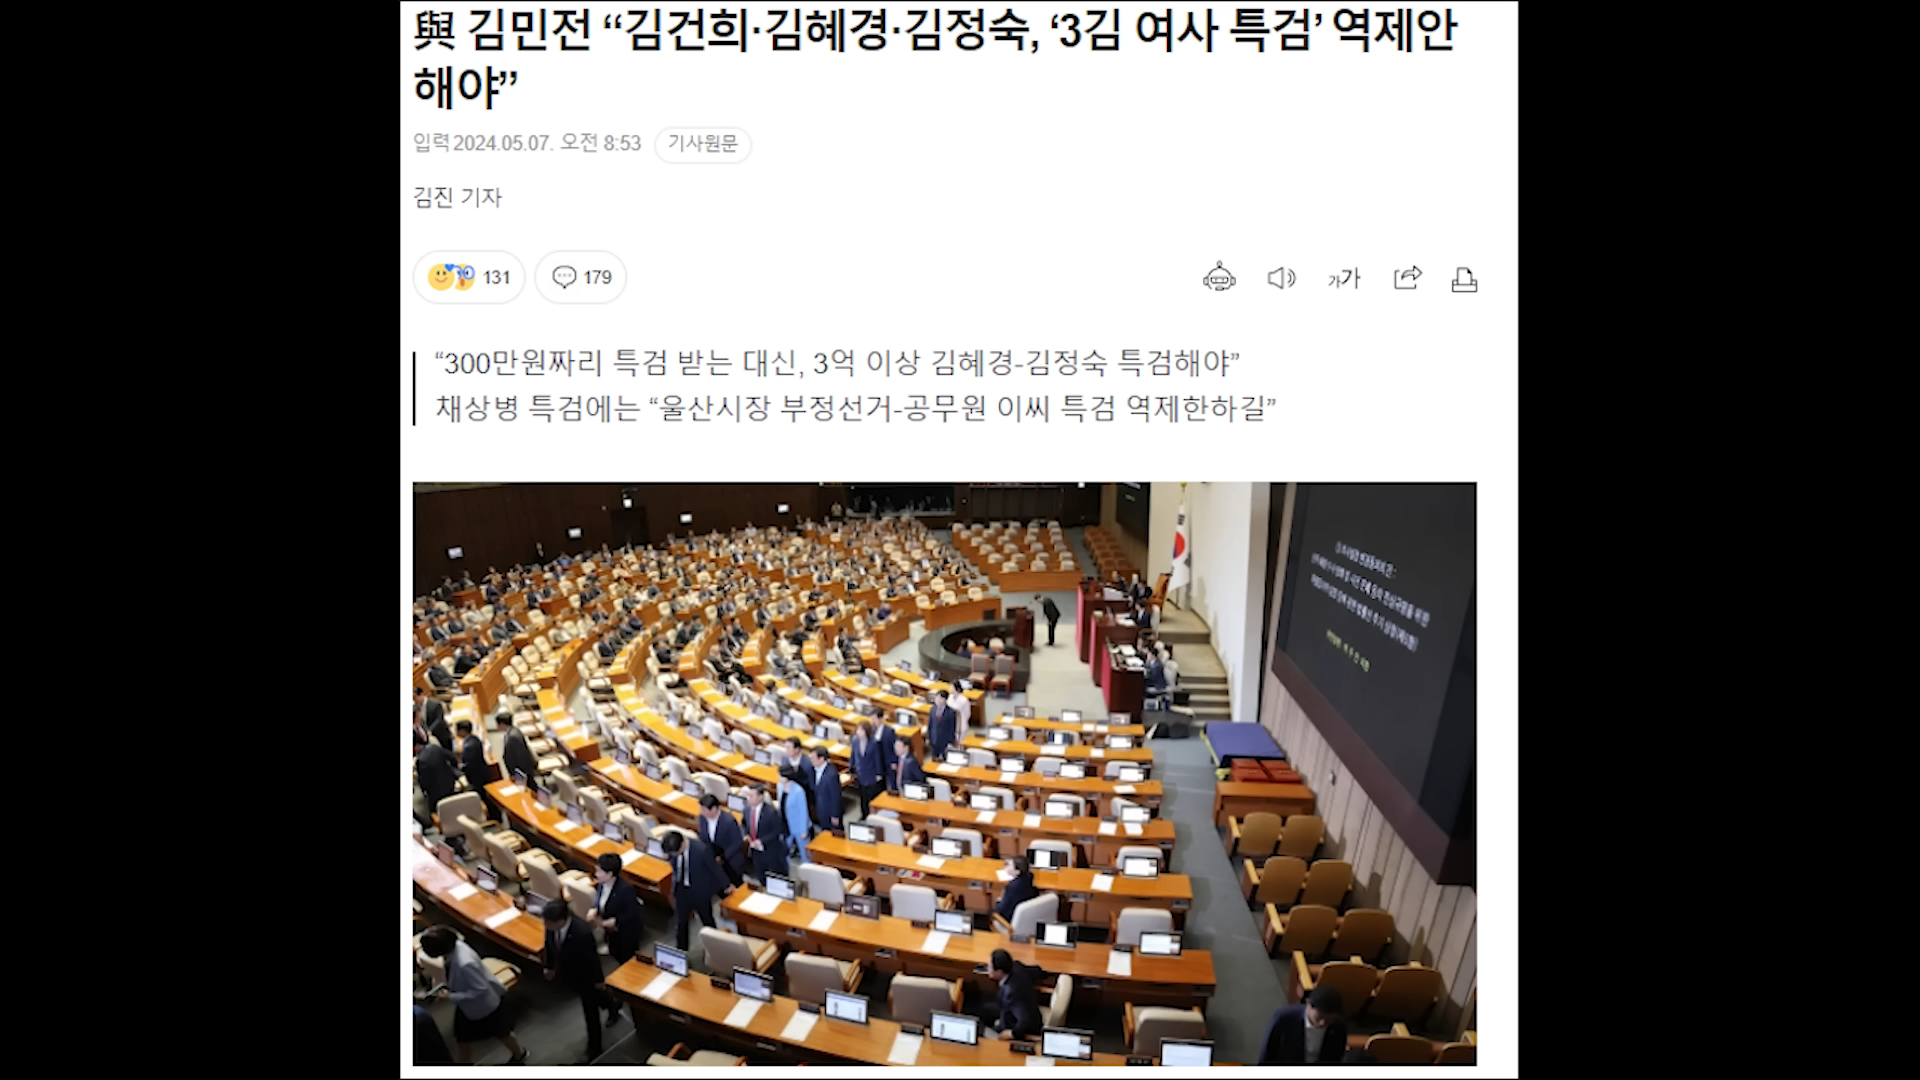 與 김민전 “김건희·김혜경·김정숙, ‘3김 여사 특검’ 역제안
해야”
입력 2024.05.07. 오전 8:53 기사원문
김진 기자
131 179 가가
“300만원짜리 특검 받는 대신, 3억 이상 김혜경-김정숙 특검해야”
채상병 특검에는 “울산시장 부정선거-공무원 이씨 특검 역제한하길”